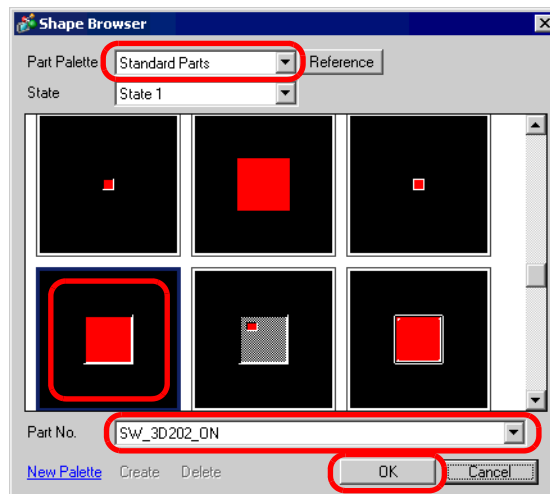 Shape Browser
Part Palette Standard Parts Reference
State State 1
Part No. SW_3D202_ON
New Palette Create Delete OK Cancel